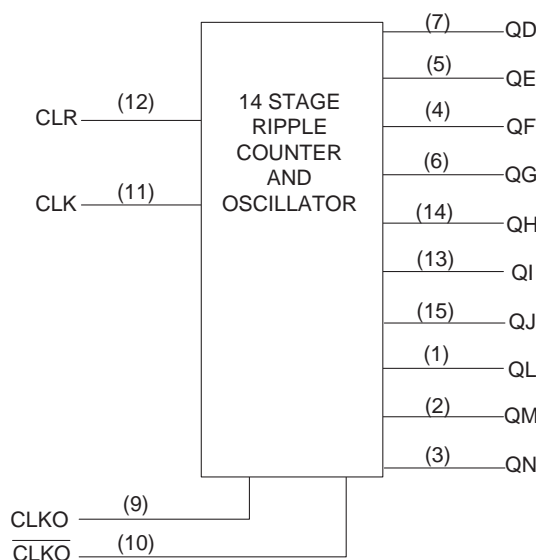 (7) QD
(5) QE
(4) QF
(6) QG
(14) QH
(13) QI
(15) QJ
(1) QL
(2) QM
(3) QN
CLR (12)
CLK (11)
14 STAGE
RIPPLE
COUNTER
AND
OSCILLATOR
CLKO (9)
CLKO (10)